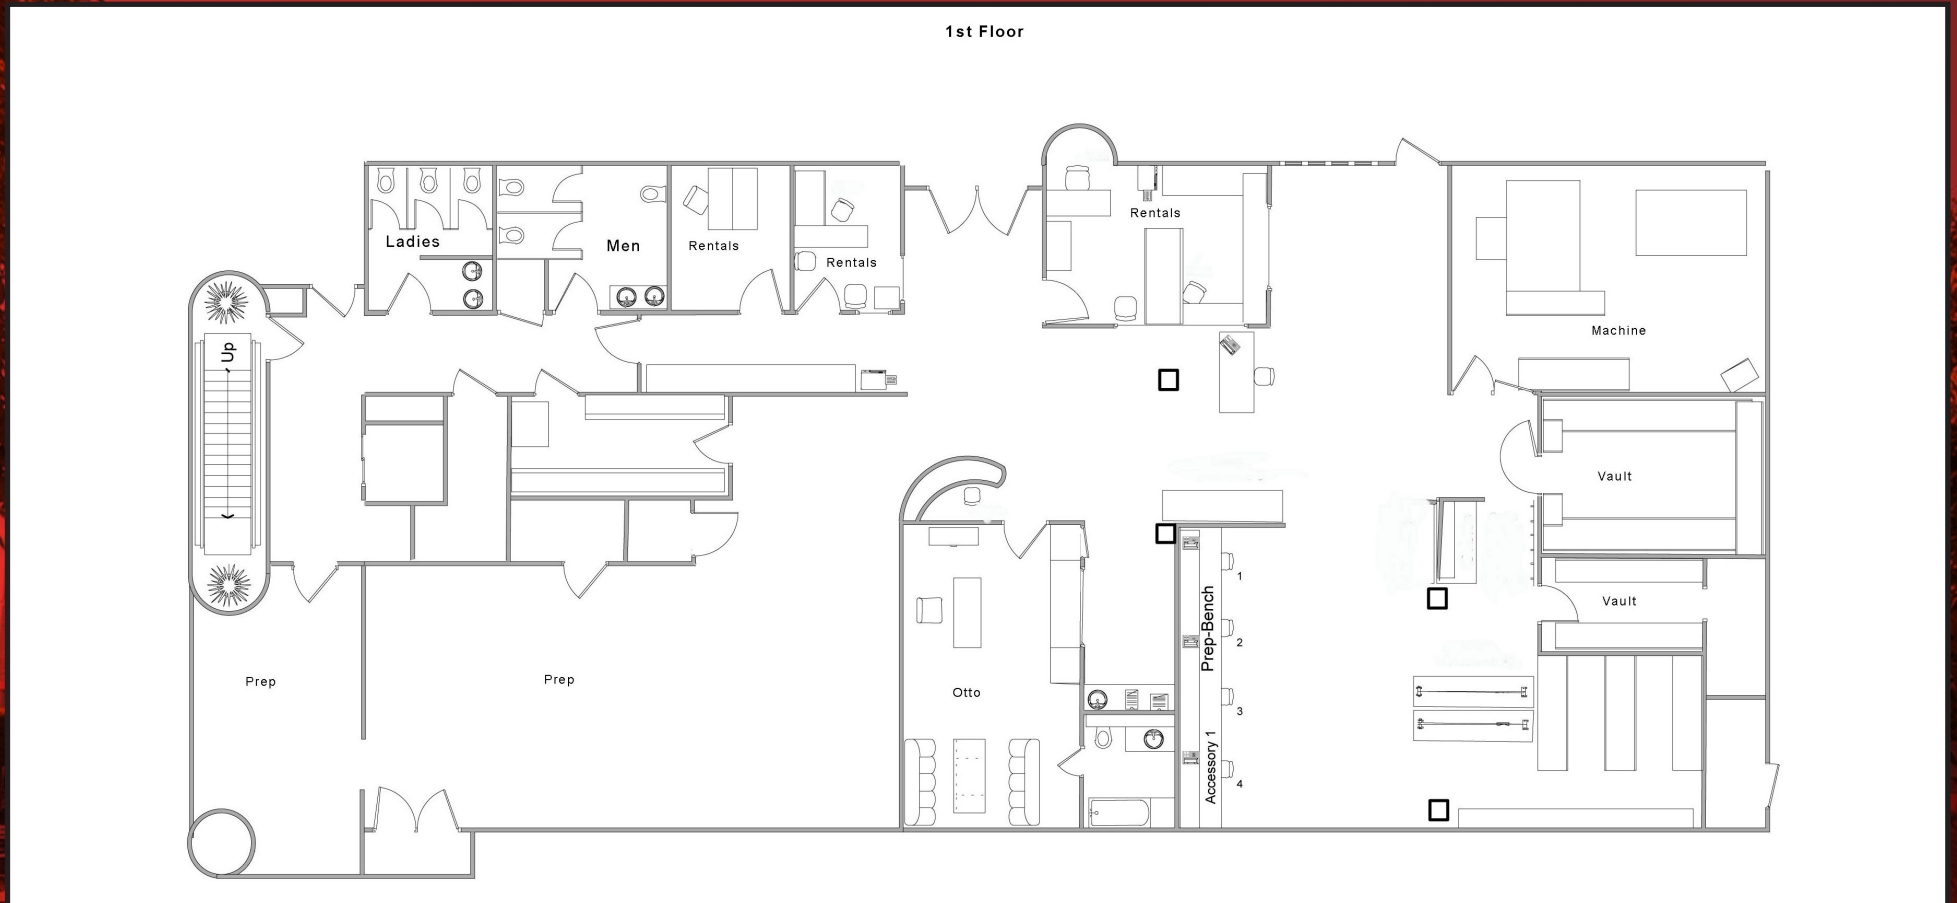 1st Floor
Ladies
Men
Rentals
Rentals
Rentals
Up
Machine
Vault
Vault
Prep
Prep
Otto
Prep-Bench
Accessory 1
1
2
3
4